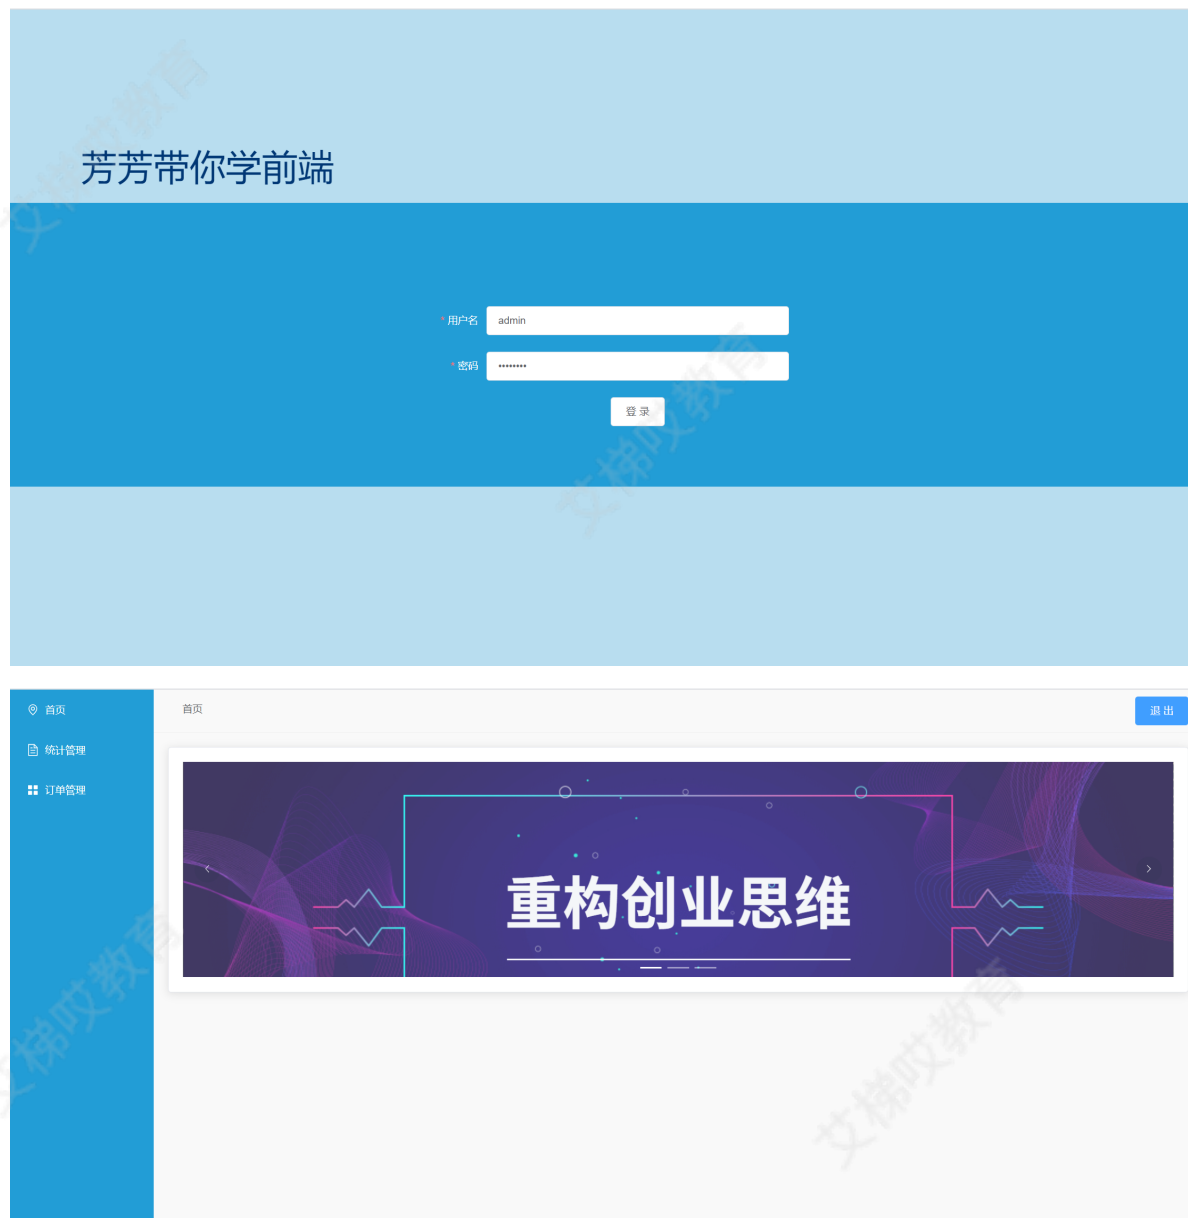 芳芳带你学前端
* 用户名 admin
* 密码 ••••••••
登 录
首页
统计管理
订单管理
首页
退 出
重构创业思维
艾梯哎教育
艾梯哎教育
艾梯哎教育
艾梯哎教育